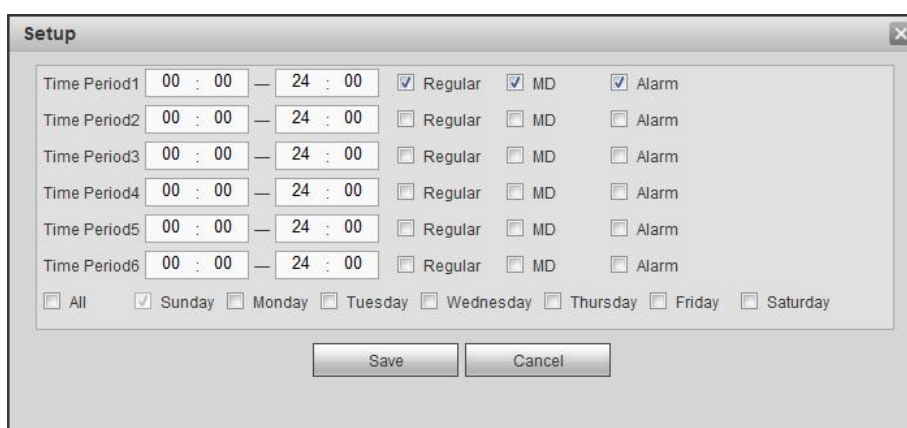 Setup
Time Period1 00 : 00 — 24 : 00 Regular MD Alarm
Time Period2 00 : 00 — 24 : 00 Regular MD Alarm
Time Period3 00 : 00 — 24 : 00 Regular MD Alarm
Time Period4 00 : 00 — 24 : 00 Regular MD Alarm
Time Period5 00 : 00 — 24 : 00 Regular MD Alarm
Time Period6 00 : 00 — 24 : 00 Regular MD Alarm
All Sunday Monday Tuesday Wednesday Thursday Friday Saturday
Save Cancel